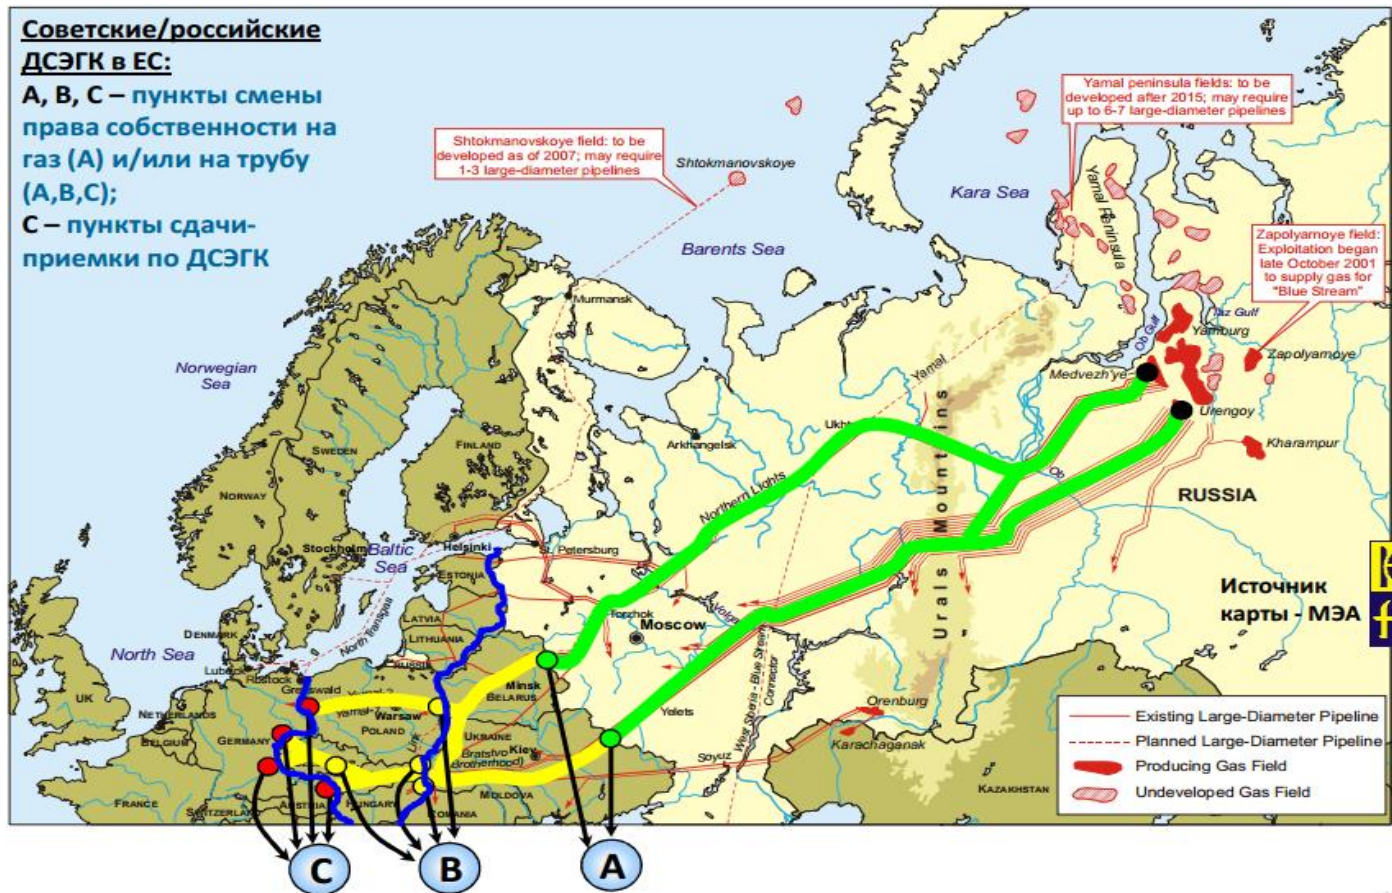 Советские/российские
ДСЭГК в ЕС:
A, B, C – пункты смены
права собственности на
газ (А) и/или на трубу
(А,В,С);
С – пункты сдачи-
приемки по ДСЭГК
Shtokmanovskoye field: to be
developed as of 2007; may require
1-3 large-diameter pipelines
Yamal peninsula fields: to be
developed after 2015; may require
up to 6-7 large-diameter pipelines
Zapolyarnoye field:
Exploitation began
late October 2001
to supply gas for
"Blue Stream"
Shtokmanovskoye
Kara Sea
Barents Sea
Yamal Peninsula
Murmansk
Norwegian
Sea
Ob Gulf
Taz Gulf
Yamburg
Zapolyarnoye
Medvezh'ye
Urengoy
Yamal
Ukht
Arkhangelsk
Kharampur
Ob
FINLAND
SWEDEN
NORWAY
RUSSIA
Northern Lights
Urals Mountains
Stockholm
Baltic
Sea
Helsinki
St. Petersburg
ESTONIA
Источник
карты - МЭА
Torzhok
Moscow
Volga
LATVIA
LITHUANIA
North Transgas
DENMARK
North Sea
Rostock
RUSSIA
Greifswald
Minsk
BELARUS
UK
NETHERLANDS
Yamal-2
Warsaw
POLAND
Yelets
West Siberia - Blue Stream
Connector
Orenburg
Karachaganak
BELGIUM
GERMANY
UKRAINE
Bratstvo
(Brotherhood)
Kiev
Soyuz
KAZAKHSTAN
FRANCE
SWITZERLAND
AUSTRIA
HUNGARY
MOLDOVA
ROMANIA
Existing Large-Diameter Pipeline
Planned Large-Diameter Pipeline
Producing Gas Field
Undeveloped Gas Field
C
B
A